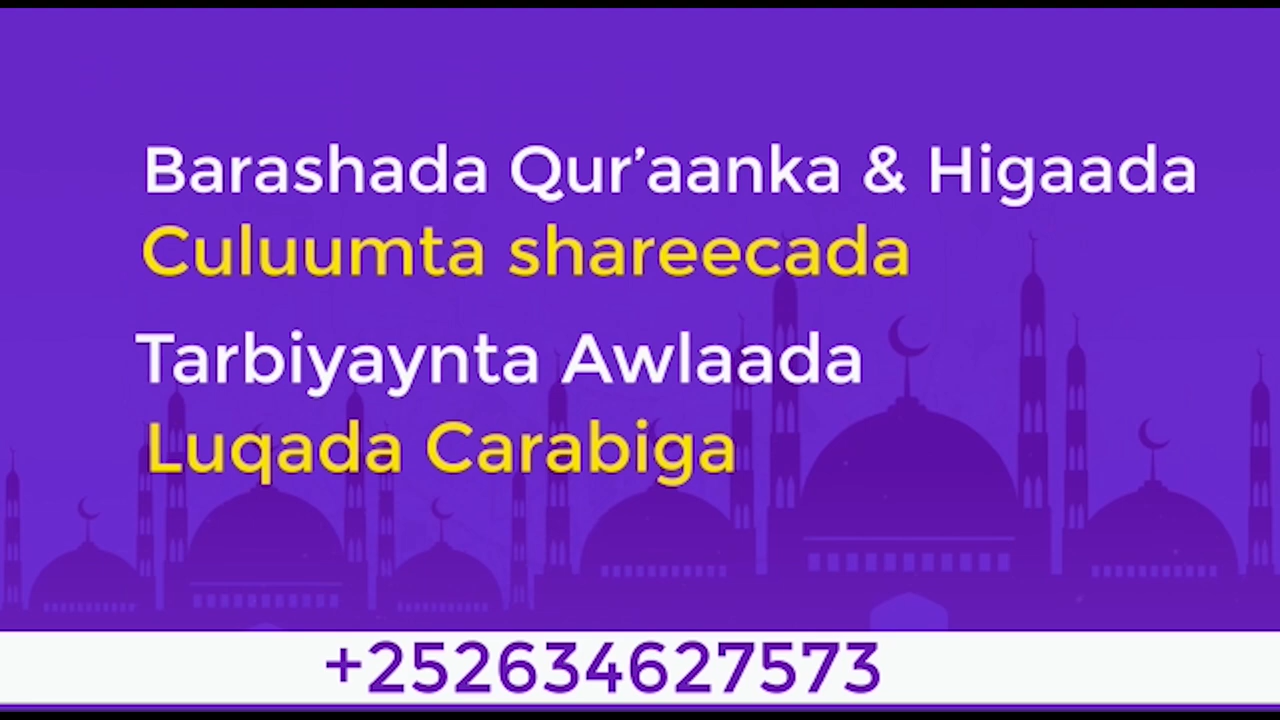 Barashada Qur’aanka & Higaada
Culuumta shareecada
Tarbiyaynta Awlaada
Luqada Carabiga
+252634627573